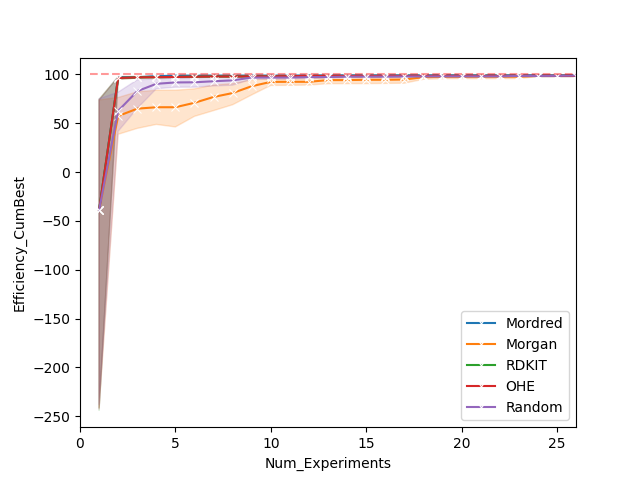 100
50
0
−50
−100
−150
−200
−250
Efficiency_CumBest
Mordred
Morgan
RDKIT
OHE
Random
0 5 10 15 20 25
Num_Experiments